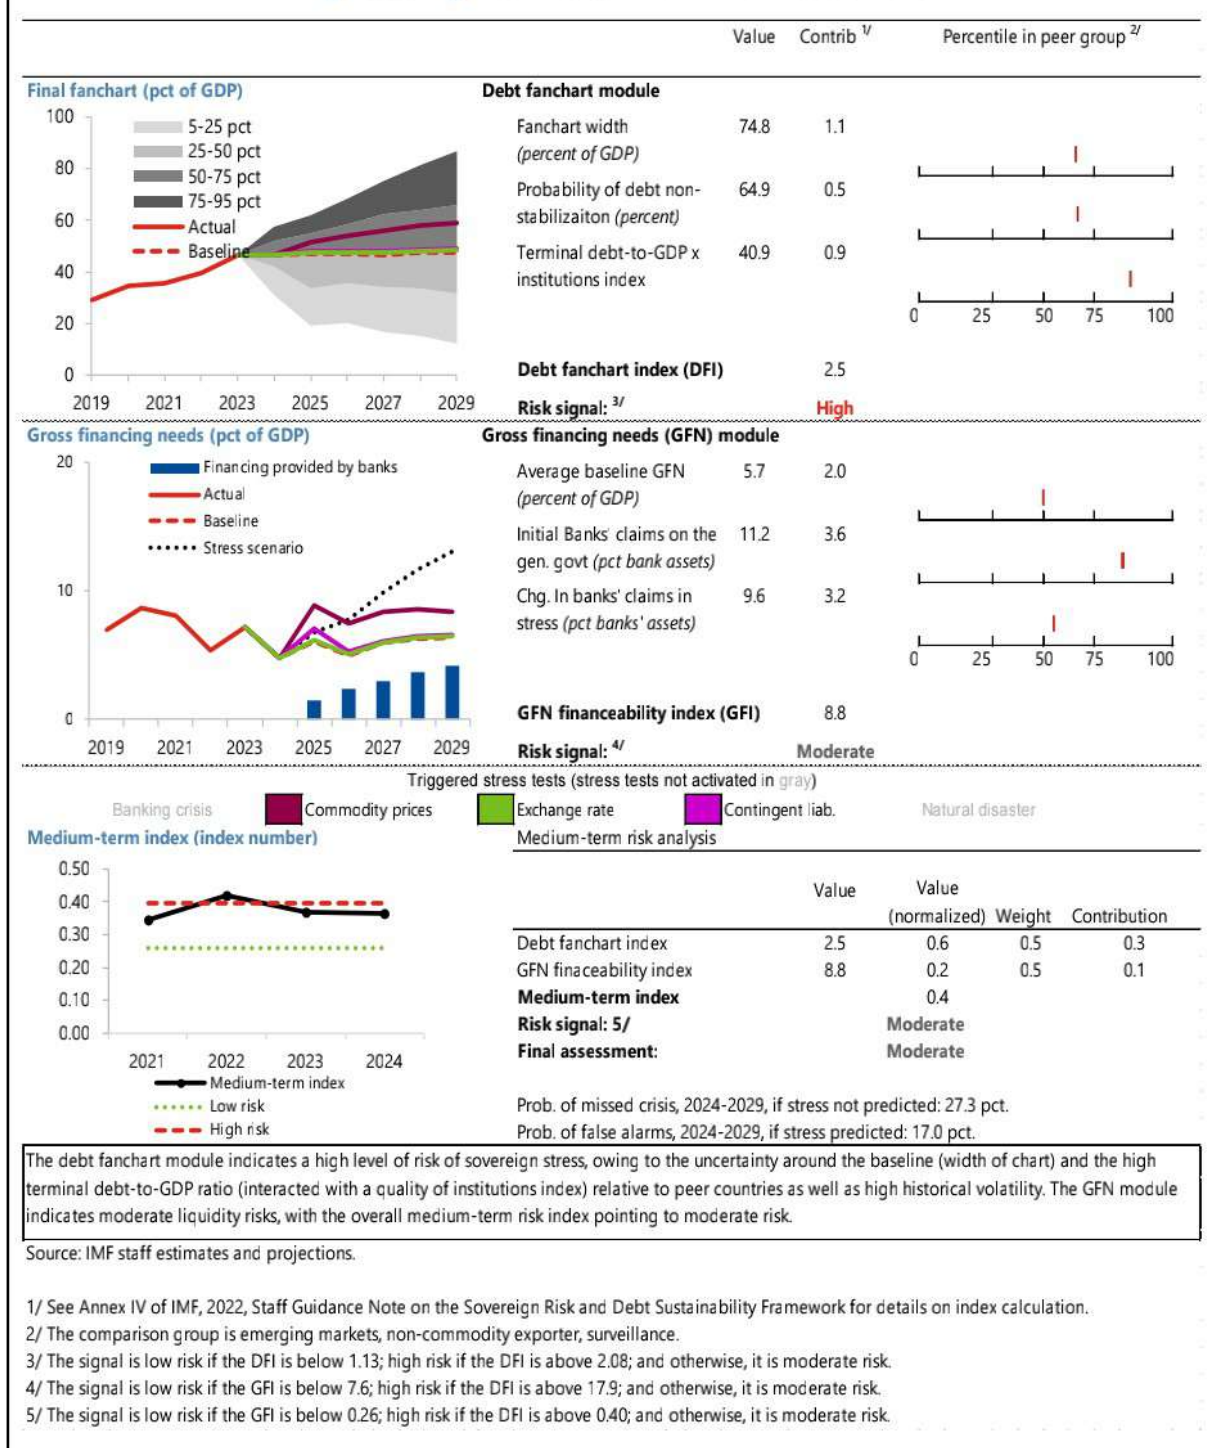 Value Contrib 1/ Percentile in peer group 2/
Final fanchart (pct of GDP)
100
80
60
40
20
0
5-25 pct
25-50 pct
50-75 pct
75-95 pct
Actual
Baseline
2019 2021 2023 2025 2027 2029
Debt fanchart module
Fanchart width 74.8 1.1
(percent of GDP)
Probability of debt non- 64.9 0.5
stabilizaiton (percent)
Terminal debt-to-GDP x 40.9 0.9
institutions index
0 25 50 75 100
Debt fanchart index (DFI) 2.5
Risk signal: 3/ High
Gross financing needs (pct of GDP)
20
10
0
Financing provided by banks
Actual
Baseline
Stress scenario
2019 2021 2023 2025 2027 2029
Gross financing needs (GFN) module
Average baseline GFN 5.7 2.0
(percent of GDP)
Initial Banks' claims on the 11.2 3.6
gen. govt (pct bank assets)
Chg. In banks' claims in 9.6 3.2
stress (pct banks' assets)
0 25 50 75 100
GFN financeability index (GFI) 8.8
Risk signal: 4/ Moderate
Triggered stress tests (stress tests not activated in gray)
Banking crisis Commodity prices Exchange rate Contingent liab. Natural disaster
Medium-term index (index number)
0.50
0.40
0.30
0.20
0.10
0.00
2021 2022 2023 2024
Medium-term index
Low risk
High risk
Medium-term risk analysis
Value Value
(normalized) Weight Contribution
Debt fanchart index 2.5 0.6 0.5 0.3
GFN finaceability index 8.8 0.2 0.5 0.1
Medium-term index 0.4
Risk signal: 5/ Moderate
Final assessment: Moderate
Prob. of missed crisis, 2024-2029, if stress not predicted: 27.3 pct.
Prob. of false alarms, 2024-2029, if stress predicted: 17.0 pct.
The debt fanchart module indicates a high level of risk of sovereign stress, owing to the uncertainty around the baseline (width of chart) and the high
terminal debt-to-GDP ratio (interacted with a quality of institutions index) relative to peer countries as well as high historical volatility. The GFN module
indicates moderate liquidity risks, with the overall medium-term risk index pointing to moderate risk.
Source: IMF staff estimates and projections.
1/ See Annex IV of IMF, 2022, Staff Guidance Note on the Sovereign Risk and Debt Sustainability Framework for details on index calculation.
2/ The comparison group is emerging markets, non-commodity exporter, surveillance.
3/ The signal is low risk if the DFI is below 1.13; high risk if the DFI is above 2.08; and otherwise, it is moderate risk.
4/ The signal is low risk if the GFI is below 7.6; high risk if the DFI is above 17.9; and otherwise, it is moderate risk.
5/ The signal is low risk if the GFI is below 0.26; high risk if the DFI is above 0.40; and otherwise, it is moderate risk.